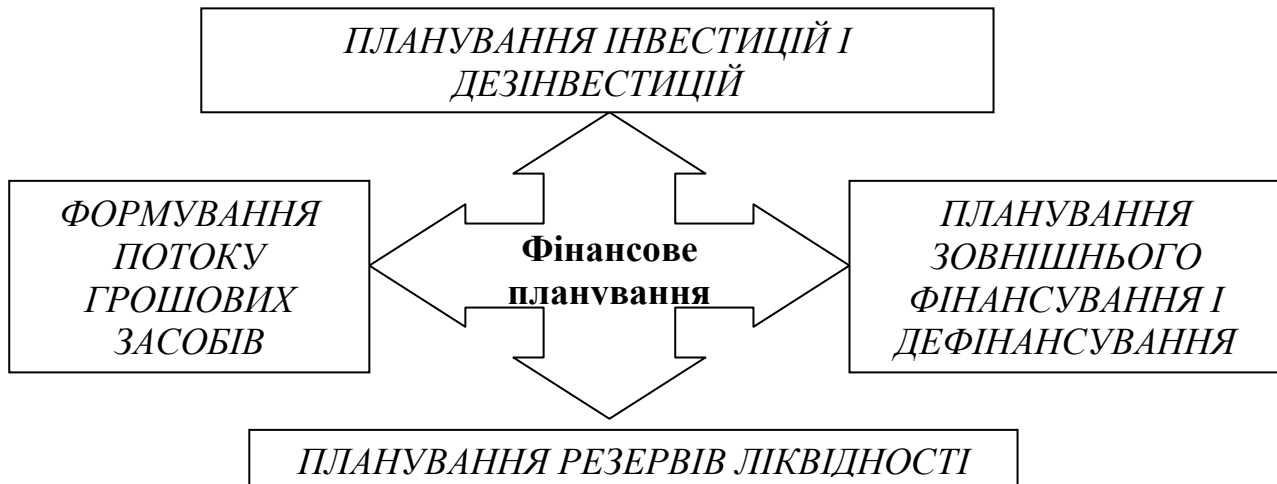 ПЛАНУВАННЯ ІНВЕСТИЦІЙ І
ДЕЗІНВЕСТИЦІЙ
ФОРМУВАННЯ
ПОТОКУ
ГРОШОВИХ
ЗАСОБІВ
Фінансове
планування
ПЛАНУВАННЯ
ЗОВНІШНЬОГО
ФІНАНСУВАННЯ І
ДЕФІНАНСУВАННЯ
ПЛАНУВАННЯ РЕЗЕРВІВ ЛІКВІДНОСТІ